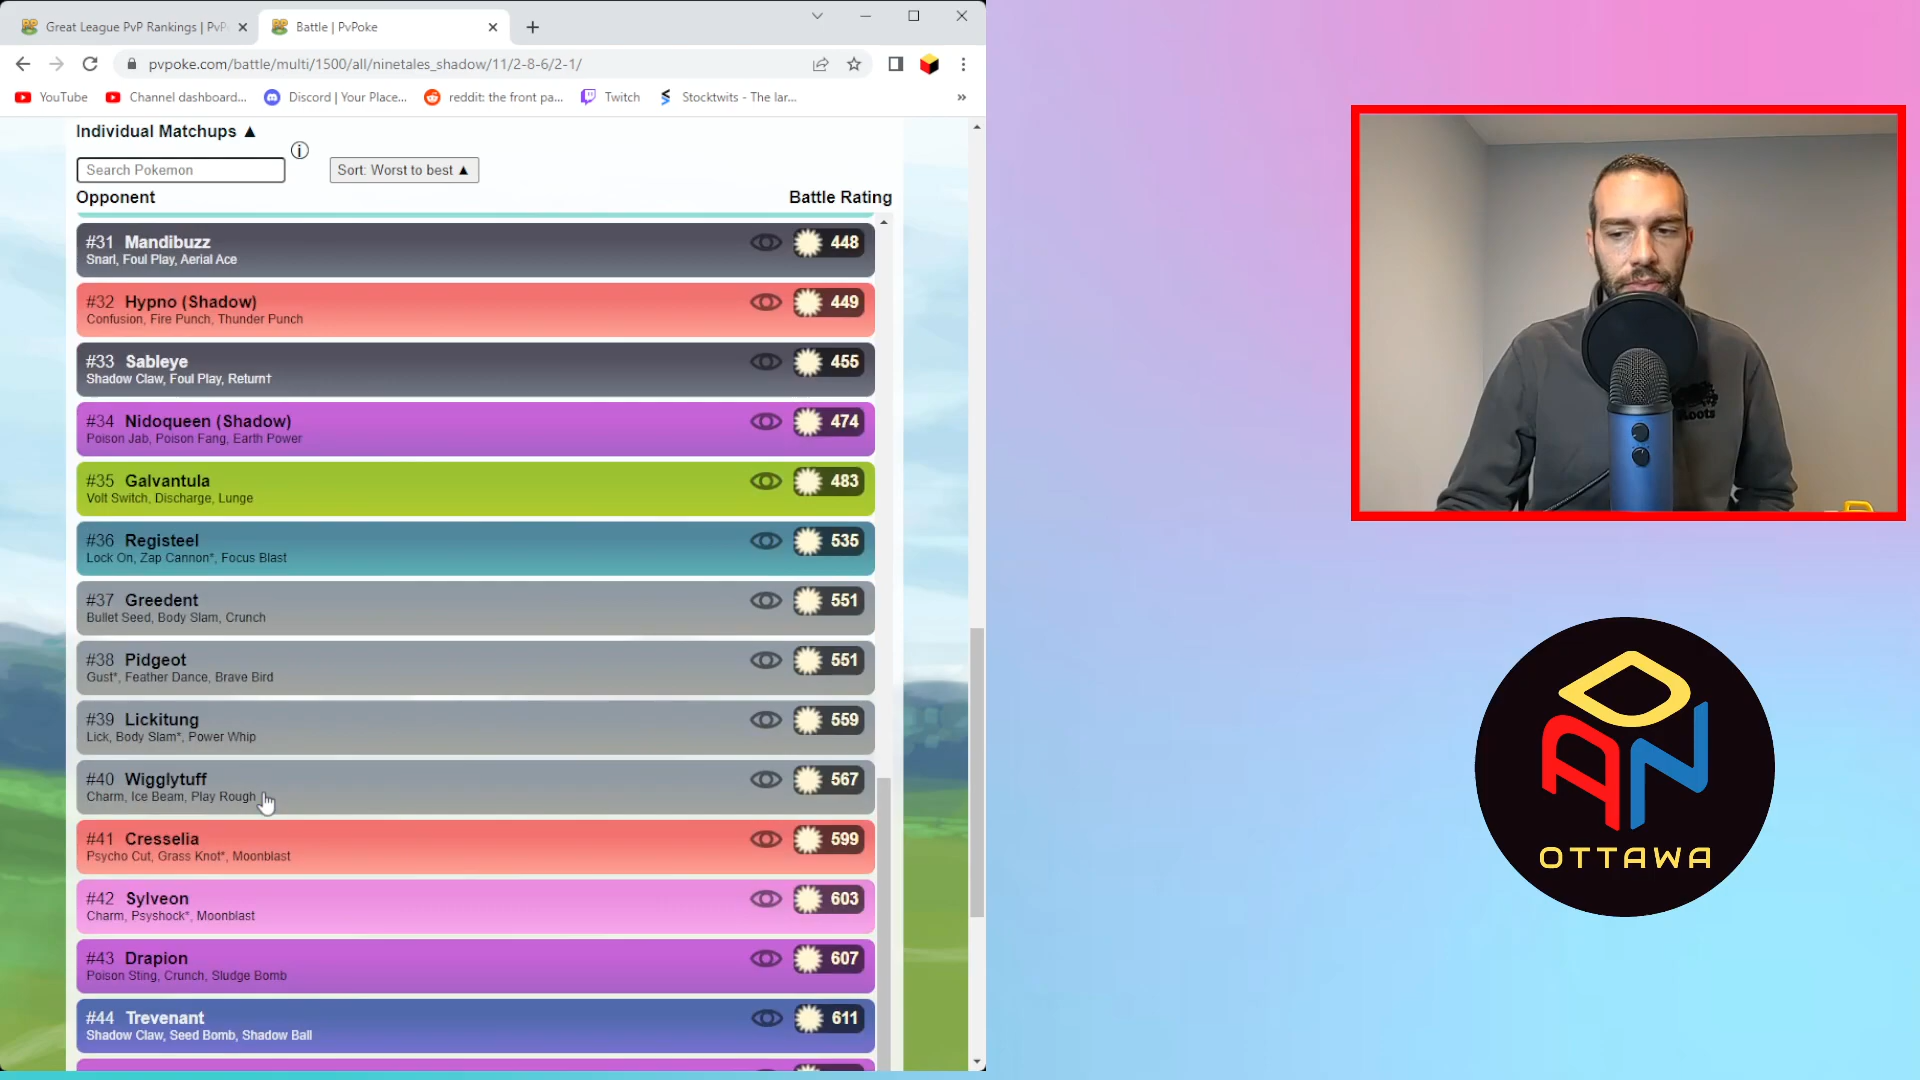 Great League PvP Rankings | PvP
Battle | PvPoke
pvpoke.com/battle/multi/1500/all/ninetales_shadow/11/2-8-6/2-1/
YouTube
Channel dashboard...
Discord | Your Place...
reddit: the front pa...
Twitch
Stocktwits - The lar...
»
Individual Matchups ▲
Search Pokemon
Sort: Worst to best ▲
Opponent
Battle Rating
#31 Mandibuzz
448
Snarl, Foul Play, Aerial Ace
#32 Hypno (Shadow)
449
Confusion, Fire Punch, Thunder Punch
#33 Sableye
455
Shadow Claw, Foul Play, Return†
#34 Nidoqueen (Shadow)
474
Poison Jab, Poison Fang, Earth Power
#35 Galvantula
483
Volt Switch, Discharge, Lunge
#36 Registeel
535
Lock On, Zap Cannon*, Focus Blast
#37 Greedent
551
Bullet Seed, Body Slam, Crunch
#38 Pidgeot
551
Gust*, Feather Dance, Brave Bird
#39 Lickitung
559
Lick, Body Slam*, Power Whip
#40 Wigglytuff
567
Charm, Ice Beam, Play Rough
#41 Cresselia
599
Psycho Cut, Grass Knot*, Moonblast
#42 Sylveon
603
Charm, Psyshock*, Moonblast
#43 Drapion
607
Poison Sting, Crunch, Sludge Bomb
#44 Trevenant
611
Shadow Claw, Seed Bomb, Shadow Ball
Roots
DAN
OTTAWA